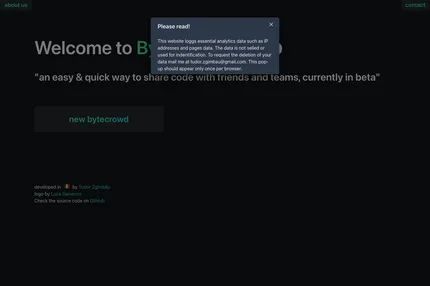 about us
contact
Please read!
×
This website loggs essential analytics data such as IP
addresses and pages data. The data is not selled or
used for indentification. To request the deletion of your
data mail me at tudor.zgimbau@gmail.com. This pop-
up should appear only once per browser.
Welcome to By
"an easy & quick way to share code with friends and teams, currently in beta"
new bytecrowd
developed in by Tudor Zgimbău
logo by Luca
Check the source code on GitHub